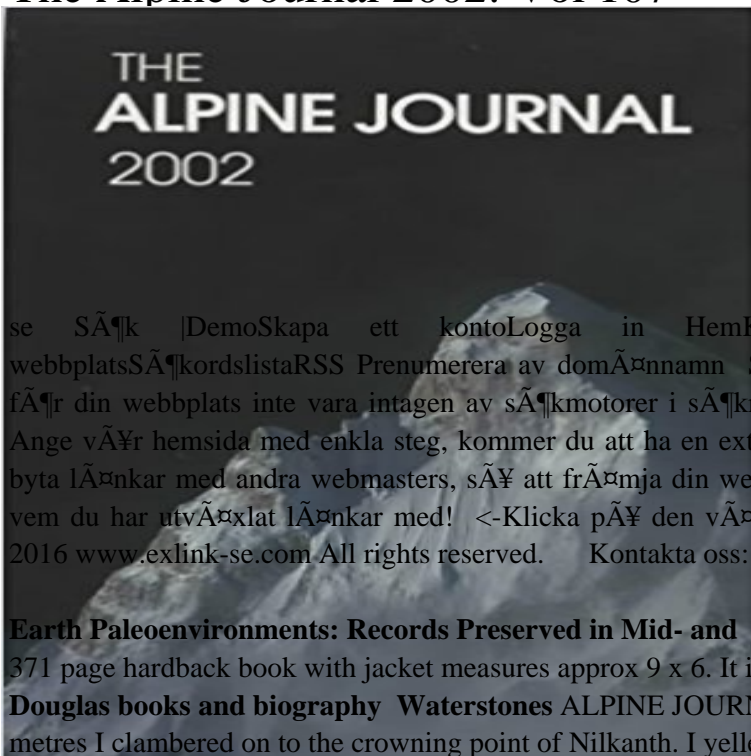 The Alpine Journal 2002: Vol 107
THE
ALPINE JOURNAL
2002
se SÃ¶k |DemoSkapa ett kontoLogga in
webbplatsSÃ¶kordslistaRSS Prenumerera av domÃ¤nnamn
fÃ¶r din webbplats inte vara intagen av sÃ¶kmotorer i
Ange vÃ¥r hemsida med enkla steg, kommer du att ha en
byta lÃ¤nkar med andra webmasters, sÃ¥ att frÃ¤mja din
vem du har utvÃ¤xlat lÃ¤nkar med! <-Klicka pÃ¥ den
2016 www.exlink-se.com All rights reserved. Kontakta oss:
Earth Paleoenvironments: Records Preserved in Mid- and
371 page hardback book with jacket measures approx 9 x 6. It
Douglas books and biography Waterstones ALPINE
metres I clambered on to the crowning point of Nilkanth. I